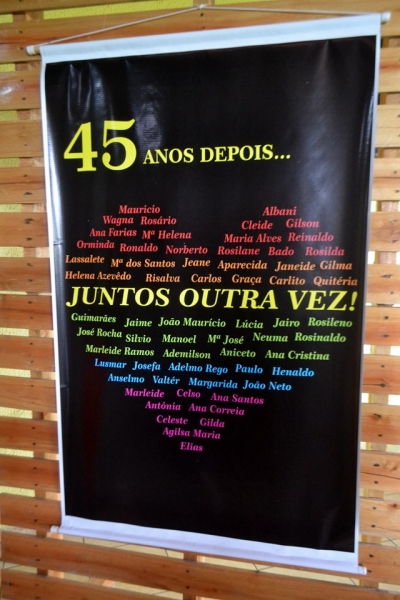 45 ANOS DEPOIS...
Mauricio Albani
Wagna Rosário Cleide Gilson
Ana Farias Mª Helena Maria Alves Reinaldo
Orminda Ronaldo Norberto Rosilane Bado Rosilda
Lassalete Mª dos Santos Jeane Aparecida Janeide Gilma
Helena Azevêdo Risalva Carlos Graça Carlito Quitéria
JUNTOS OUTRA VEZ!
Guimarães Jaime João Maurício Lúcia Jairo Rosileno
José Rocha Silvio Manoel Mª José Neuma Rosinaldo
Marleide Ramos Ademilson Aniceto Ana Cristina
Lusmar Josefa Adelmo Rego Paulo Henaldo
Anselmo Valtér Margarida João Neto
Marleide Celso Ana Santos
Antônia Ana Correia
Celeste Gilda
Agilsa Maria
Elias